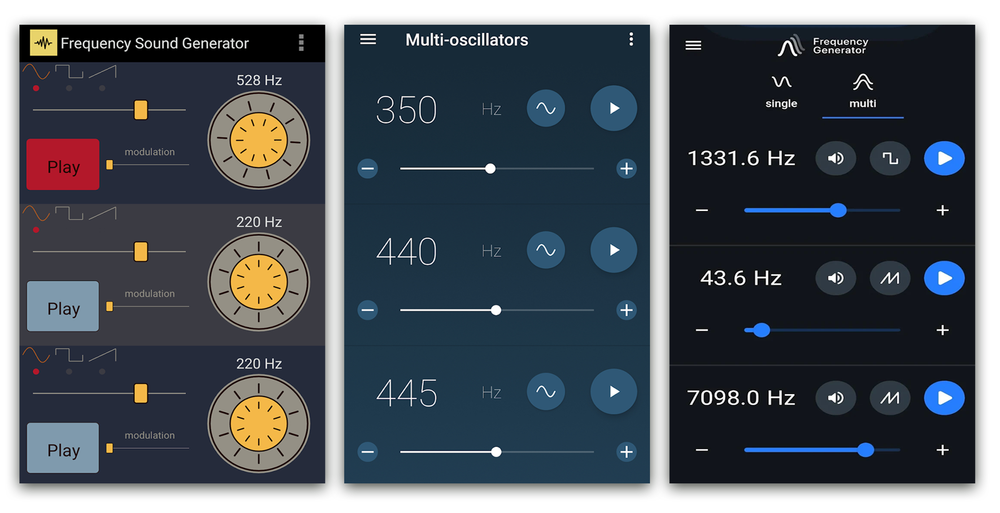 Frequency Sound Generator
528 Hz
modulation
Play
220 Hz
modulation
Play
220 Hz
modulation
Play
Multi-oscillators
350 Hz
440 Hz
445 Hz
Frequency
Generator
single multi
1331.6 Hz
43.6 Hz
7098.0 Hz